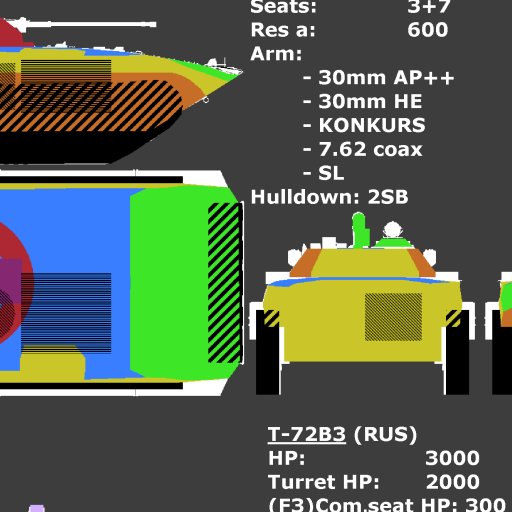 Seats: 3+7
Res a: 600
Arm:
- 30mm AP++
- 30mm HE
- KONKURS
- 7.62 coax
- SL
Hulldown: 2SB
T-72B3 (RUS)
HP: 3000
Turret HP: 2000
(F3)Com.seat HP: 300